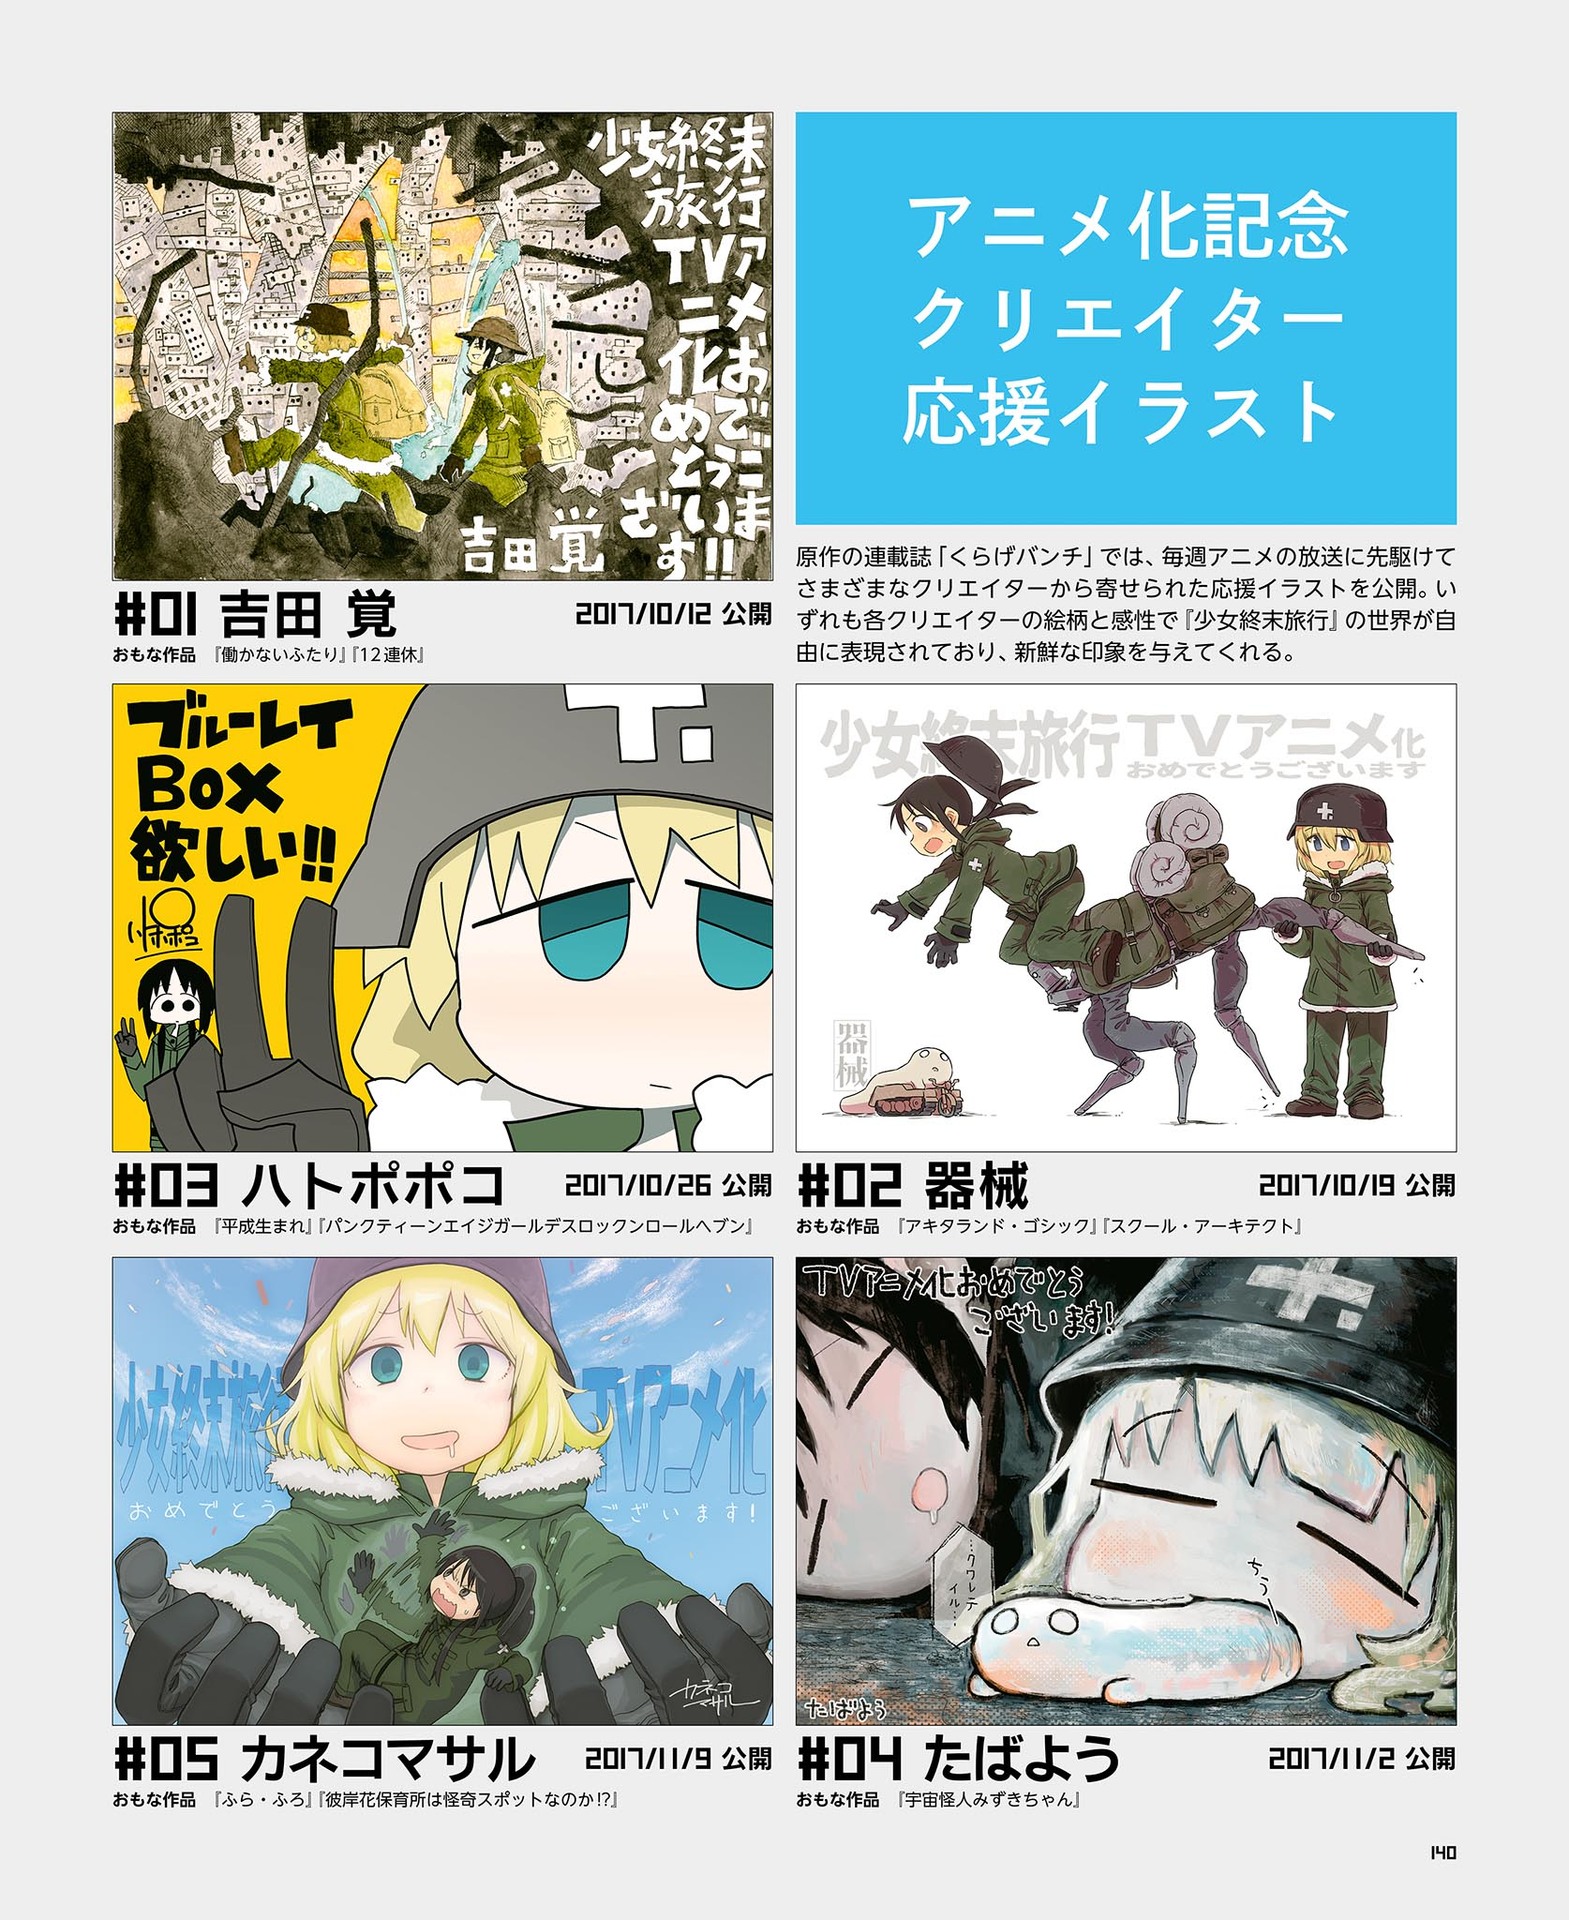 アニメ化記念
クリエイター
応援イラスト
原作の連載誌「くらげバンチ」では、毎週アニメの放送に先駆けて
さまざまなクリエイターから寄せられた応援イラストを公開。い
ずれも各クリエイターの絵柄と感性で『少女終末旅行』の世界が自
由に表現されており、新鮮な印象を与えてくれる。
少女終末
旅行
TVアニメ化
おめでとうございます!!
吉田 覚
#01 吉田 覚
2017/10/12 公開
おもな作品 『働かないふたり』『12連休』
少女終末旅行TVアニメ化
おめでとうございます
器械
#02 器械
2017/10/19 公開
おもな作品 『アキタランド・ゴシック』『スクール・アーキテクト』
ブルーレイ
BOX
欲しい!!
#03 ハトポポコ
2017/10/26 公開
おもな作品 『平成生まれ』『パンクティーンエイジガールデスロックンロールヘブン』
TVアニメ化おめでとう
ございます!
…クワレテ
イル…
ちぅー
たばよう
#04 たばよう
2017/11/2 公開
おもな作品 『宇宙怪人みずきちゃん』
少女終末旅行 TVアニメ化
おめでとう ございます!
カネコ
マサル
#05 カネコマサル
2017/11/9 公開
おもな作品 『ふら・ふろ』『彼岸花保育所は怪奇スポットなのか!?』
140